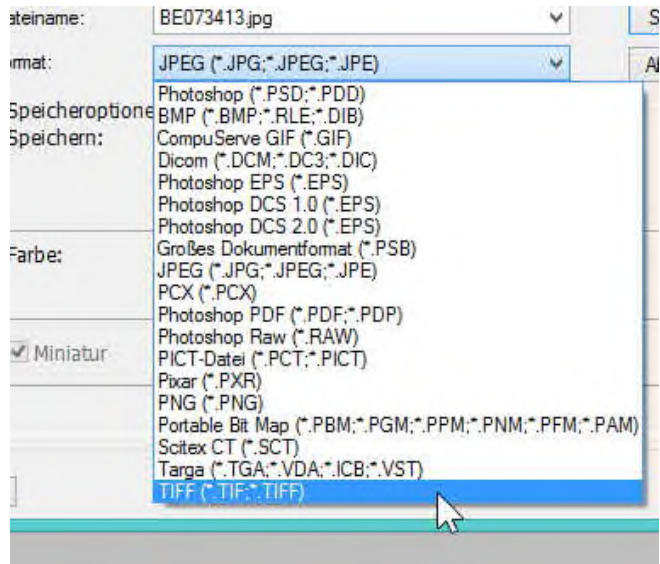 ateiname: BE073413.jpg S
rmat: JPEG (*.JPG;*.JPEG;*.JPE) Al
Photoshop (*.PSD;*.PDD)
Speicheroptione BMP (*.BMP;*.RLE;*.DIB)
Speichern: CompuServe GIF (*.GIF)
Dicom (*.DCM;*.DC3;*.DIC)
Photoshop EPS (*.EPS)
Photoshop DCS 1.0 (*.EPS)
Photoshop DCS 2.0 (*.EPS)
Farbe: Großes Dokumentformat (*.PSB)
JPEG (*.JPG;*.JPEG;*.JPE)
PCX (*.PCX)
Photoshop PDF (*.PDF;*.PDP)
Photoshop Raw (*.RAW)
Miniatur PICT-Datei (*.PCT;*.PICT)
Pixar (*.PXR)
PNG (*.PNG)
Portable Bit Map (*.PBM;*.PGM;*.PPM;*.PNM;*.PFM;*.PAM)
Scitex CT (*.SCT)
Targa (*.TGA;*.VDA;*.ICB;*.VST)
TIFF (*.TIF;*.TIFF)